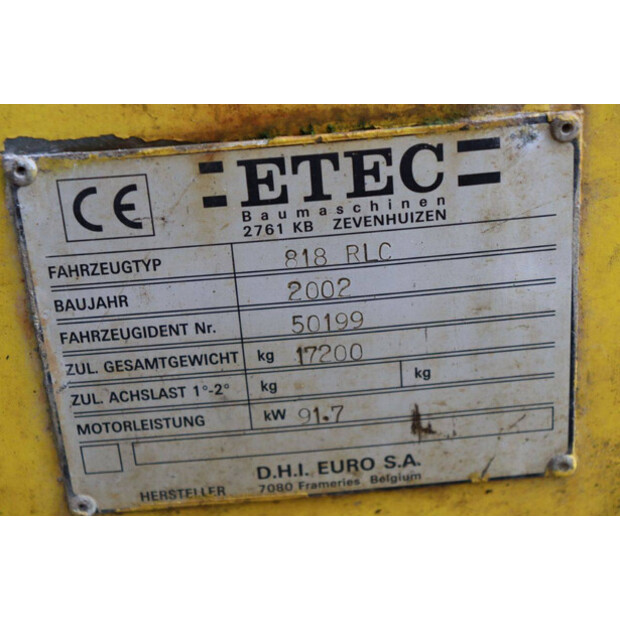 CE
ETEC
Baumaschinen
2761 KB ZEVENHUIZEN
FAHRZEUGTYP 818 RLC
BAUJAHR 2002
FAHRZEUGIDENT Nr. 50199
ZUL. GESAMTGEWICHT kg 17200
ZUL. ACHSLAST 1°-2° kg kg
MOTORLEISTUNG kW 91.7
D.H.I. EURO S.A.
HERSTELLER 7080 Frameries Belgium